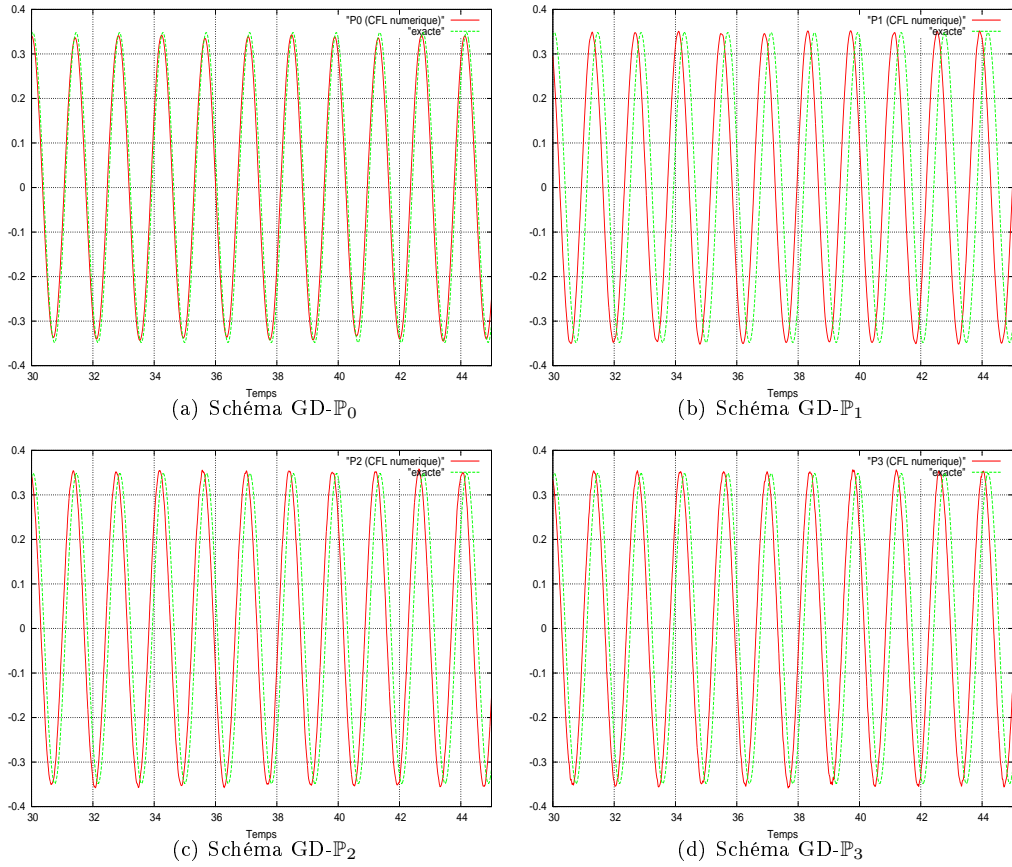 "P0 (CFL numerique)"
"exacte"
0.4
0.3
0.2
0.1
0
-0.1
-0.2
-0.3
-0.4
30 32 34 36 38 40 42 44
Temps
(a) Schéma GD-ℙ₀
"P1 (CFL numerique)"
"exacte"
0.4
0.3
0.2
0.1
0
-0.1
-0.2
-0.3
-0.4
30 32 34 36 38 40 42 44
Temps
(b) Schéma GD-ℙ₁
"P2 (CFL numerique)"
"exacte"
0.4
0.3
0.2
0.1
0
-0.1
-0.2
-0.3
-0.4
30 32 34 36 38 40 42 44
Temps
(c) Schéma GD-ℙ₂
"P3 (CFL numerique)"
"exacte"
0.4
0.3
0.2
0.1
0
-0.1
-0.2
-0.3
-0.4
30 32 34 36 38 40 42 44
Temps
(d) Schéma GD-ℙ₃